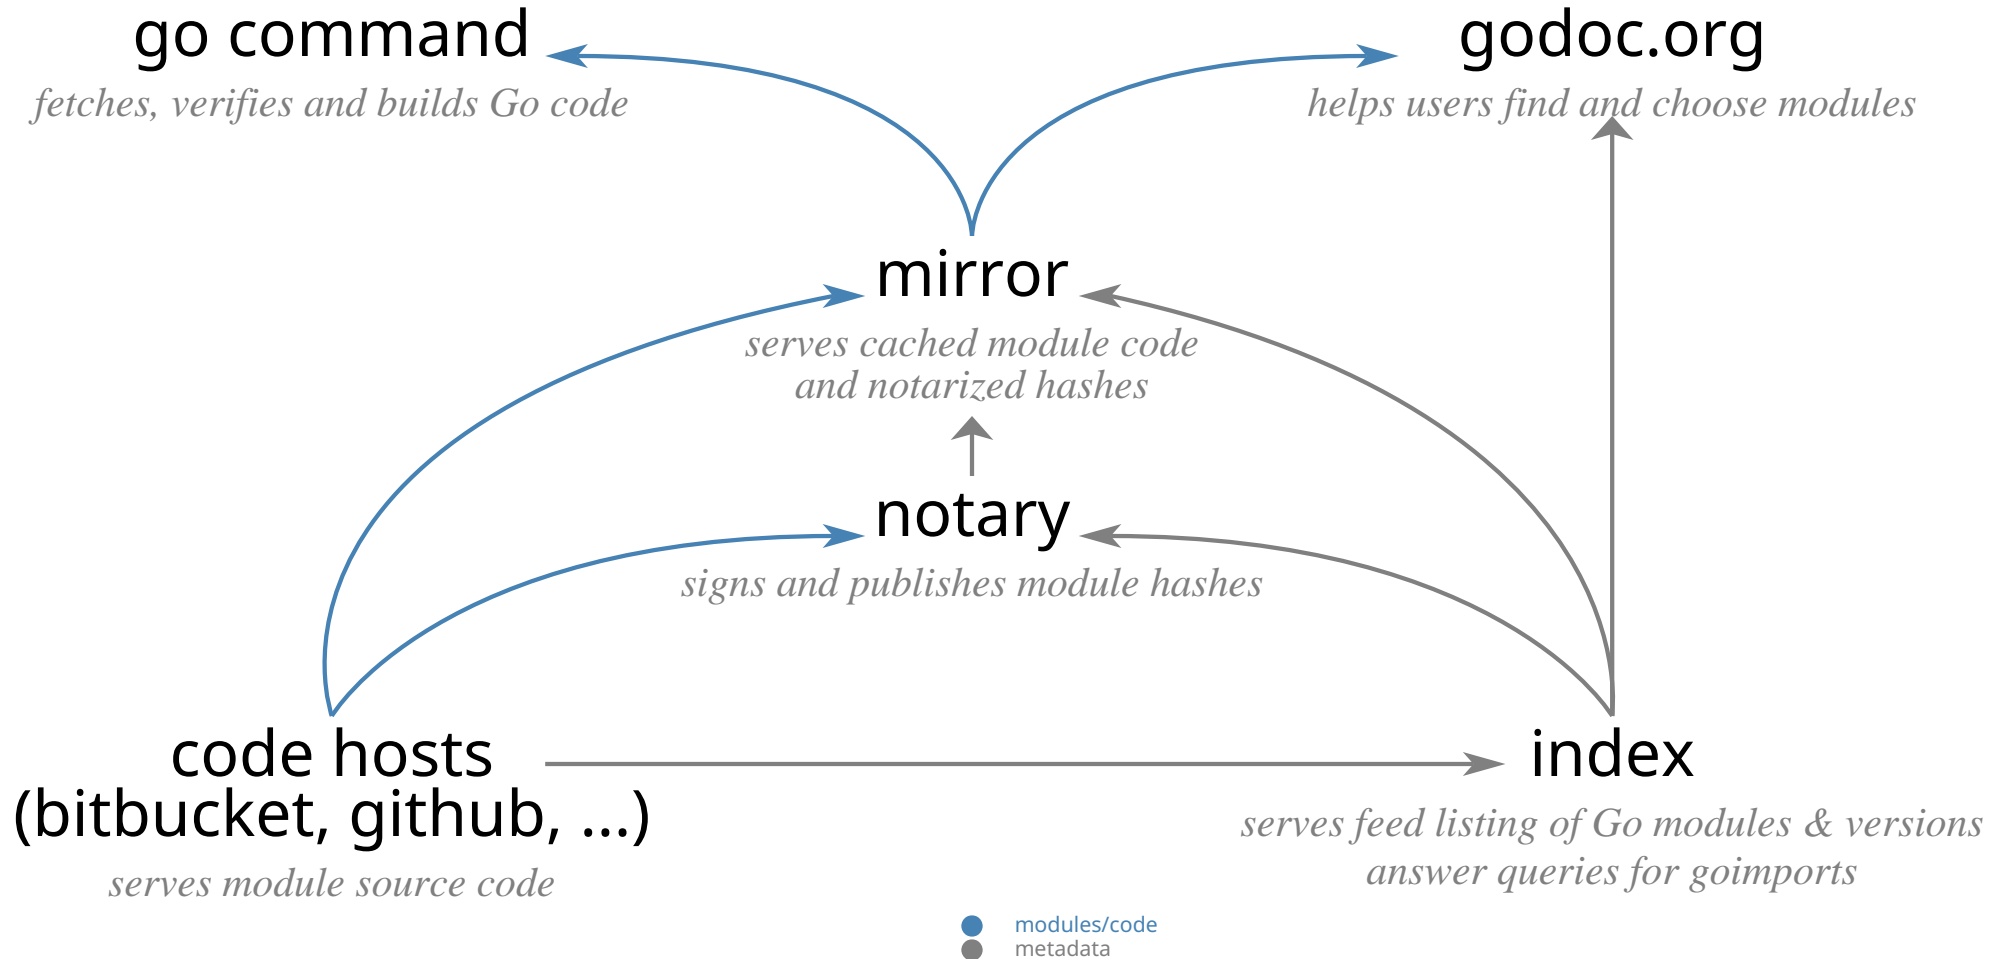 go command
fetches, verifies and builds Go code
godoc.org
helps users find and choose modules
mirror
serves cached module code
and notarized hashes
notary
signs and publishes module hashes
code hosts
(bitbucket, github, ...)
serves module source code
index
serves feed listing of Go modules & versions
answer queries for goimports
modules/code
metadata